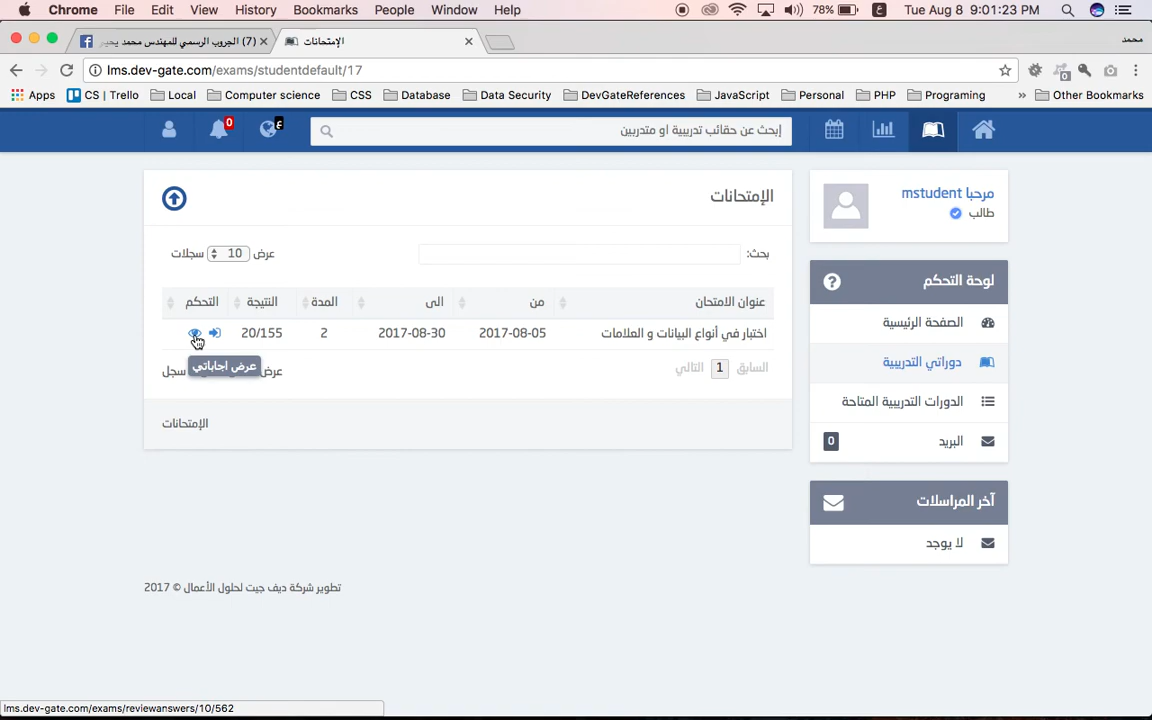 Chrome File Edit View History Bookmarks People Window Help 78% ع Tue Aug 8 9:01:23 PM
(7) الجروب الرسمي للمهندس محمد يحيى
الإمتحانات
محمد
lms.dev-gate.com/exams/studentdefault/17
Apps CS | Trello Local Computer science CSS Database Data Security DevGateReferences JavaScript Personal PHP Programing » Other Bookmarks
0
ع
إبحث عن حقائب تدريبية او متدربين
الإمتحانات
عرض 10 سجلات
بحث:
عنوان الامتحان من الى المدة النتيجة التحكم
اختبار في أنواع البيانات و العلامات 2017-08-05 2017-08-30 2 20/155
عرض اجاباتي
السابق 1 التالي
عرض
سجل
الإمتحانات
مرحبا mstudent
طالب
لوحة التحكم
الصفحة الرئيسية
دوراتي التدريبية
الدورات التدريبية المتاحة
البريد 0
آخر المراسلات
لا يوجد
تطوير شركة ديف جيت لحلول الأعمال © 2017
lms.dev-gate.com/exams/reviewanswers/10/562